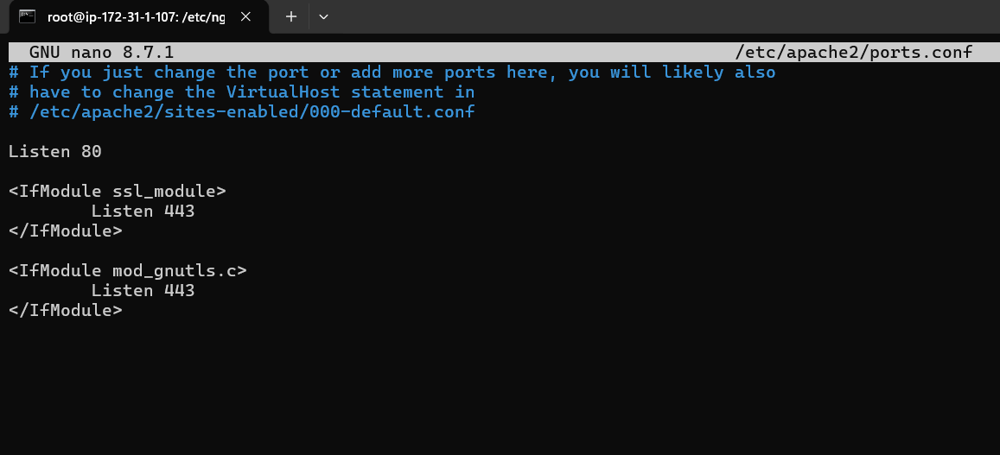 root@ip-172-31-1-107: /etc/ng
GNU nano 8.7.1 /etc/apache2/ports.conf
# If you just change the port or add more ports here, you will likely also
# have to change the VirtualHost statement in
# /etc/apache2/sites-enabled/000-default.conf
Listen 80
<IfModule ssl_module>
Listen 443
</IfModule>
<IfModule mod_gnutls.c>
Listen 443
</IfModule>